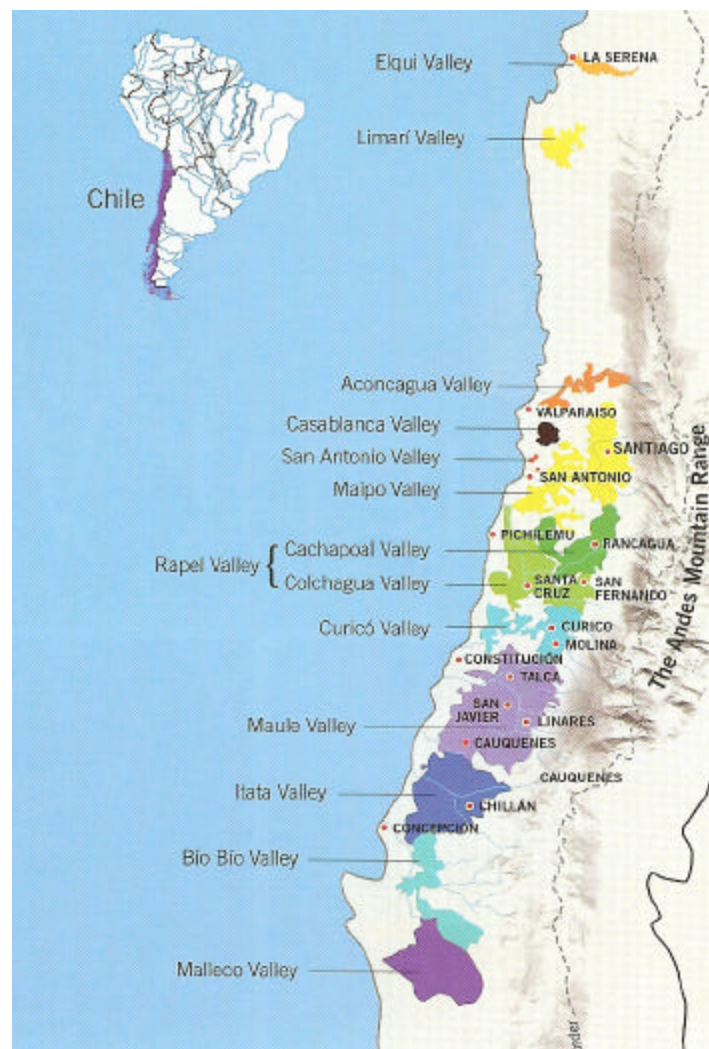 Elqui Valley
LA SERENA
Limarí Valley
Chile
Aconcagua Valley
VALPARAISO
Casablanca Valley
SANTIAGO
San Antonio Valley
SAN ANTONIO
Maipo Valley
The Andes Mountain Range
PICHILEMU
RANCAGUA
Rapel Valley
Cachapoal Valley
Colchagua Valley
SANTA
CRUZ
SAN
FERNANDO
Curicó Valley
CURICO
MOLINA
CONSTITUCIÓN
TALCA
SAN
JAVIER
LINARES
Maule Valley
CAUQUENES
CAUQUENES
Itata Valley
CHILLÁN
CONCEPCIÓN
Bío Bío Valley
Malleco Valley